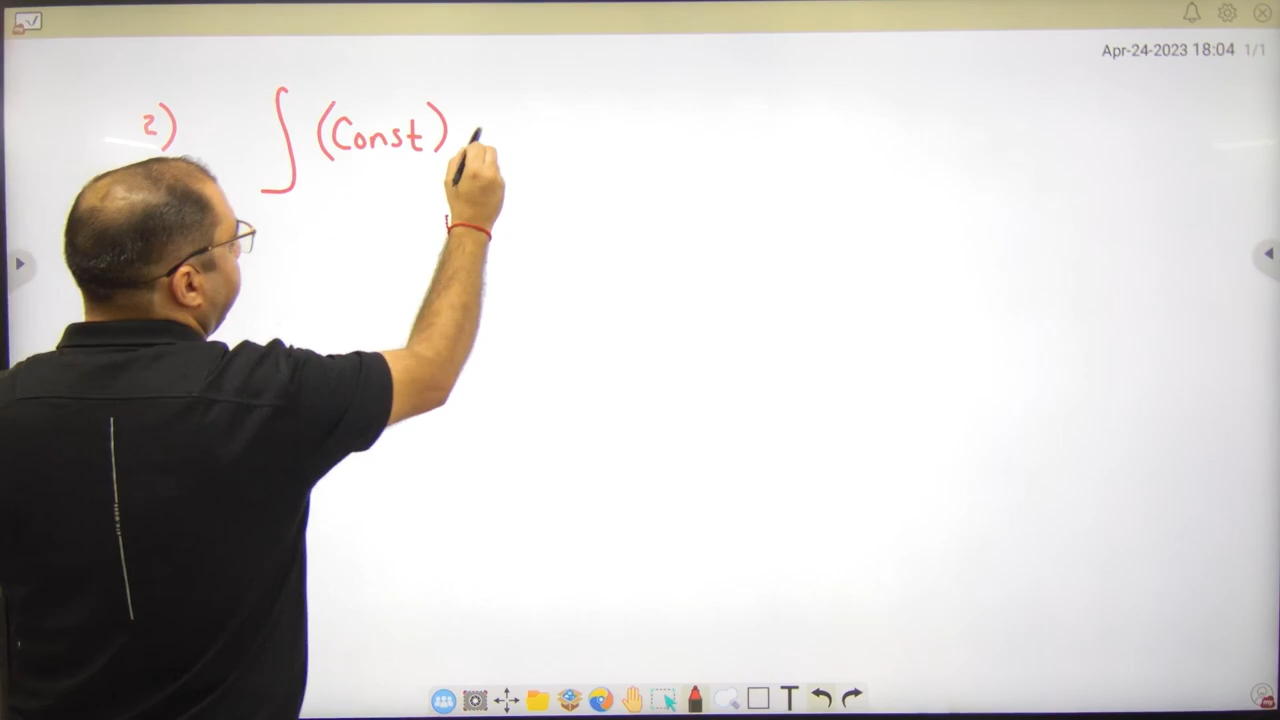 Apr-24-2023 18:04 1/1
2) ∫ (Const)
T